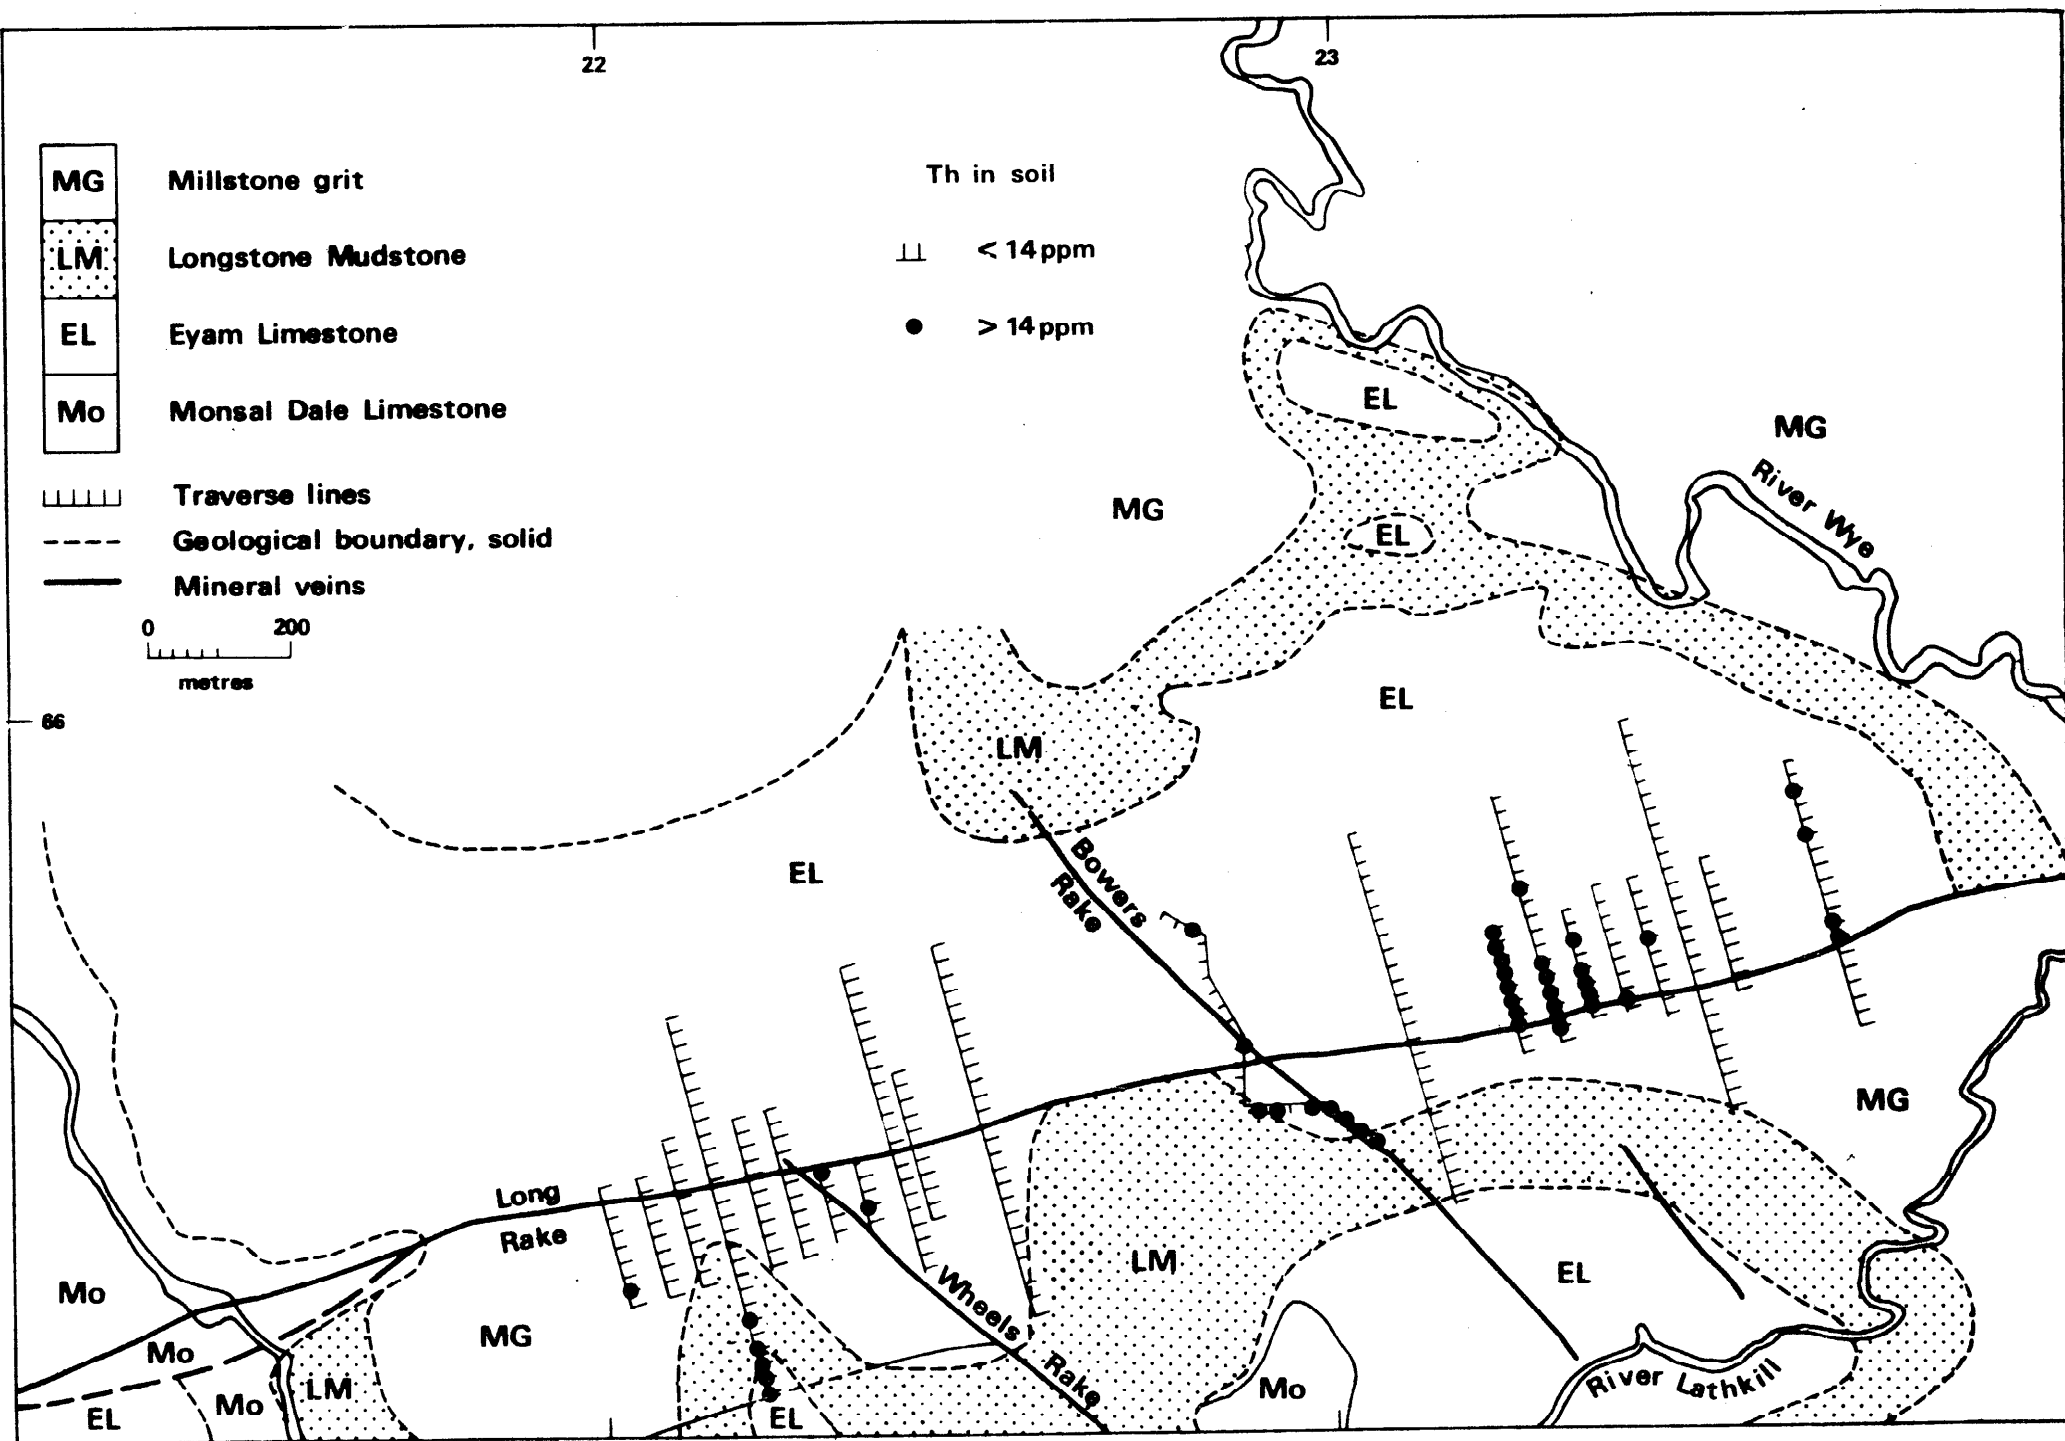 22
23
MG Millstone grit
LM Longstone Mudstone
EL Eyam Limestone
Mo Monsal Dale Limestone
Traverse lines
Geological boundary, solid
Mineral veins
0 200
metres
Th in soil
< 14 ppm
> 14 ppm
EL
MG
River Wye
MG
EL
66
EL
LM
EL
Bowers
Rake
MG
Long
Rake
LM
EL
Mo
MG
Wheels
Rake
Mo
LM
Mo
EL
Mo
EL
River Lathkill